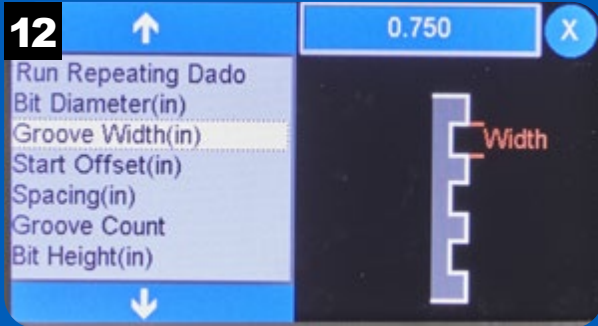 12
0.750
X
Run Repeating Dado
Bit Diameter(in)
Groove Width(in)
Width
Start Offset(in)
Spacing(in)
Groove Count
Bit Height(in)